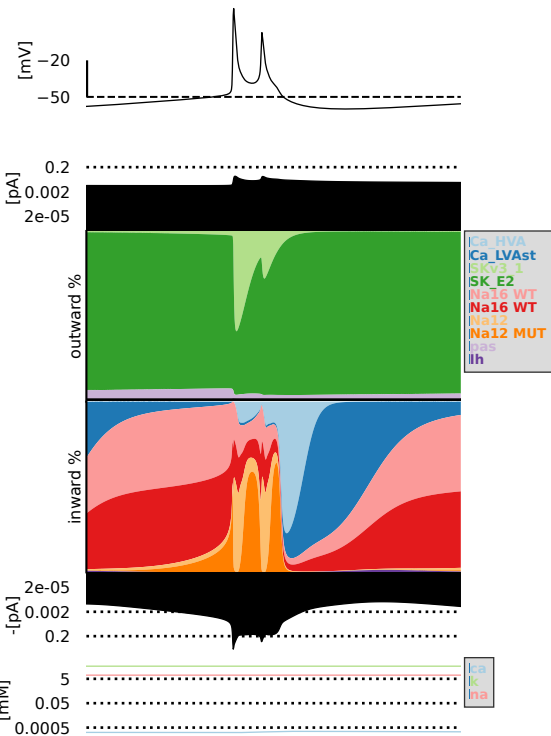 [mV]
−20
−50
[pA]
0.2
0.002
2e-05
outward %
Ca_HVA
Ca_LVAst
SKv3_1
SK_E2
Na16 WT
Na16 WT
Na12
Na12 MUT
pas
Ih
inward %
-[pA]
2e-05
0.002
0.2
[mM]
5
0.05
0.0005
ca
k
na